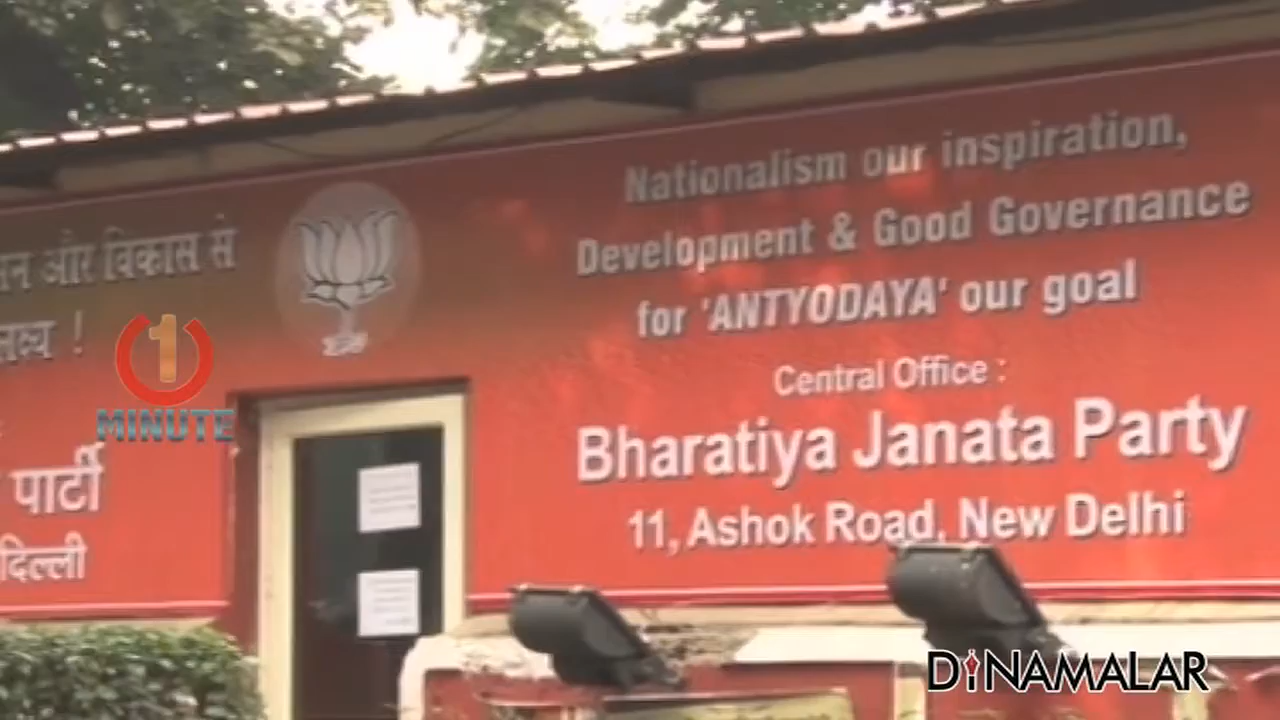 और विकास से
लक्ष्य !
पार्टी
दिल्ली
1
MINUTE
Nationalism our inspiration,
Development & Good Governance
for 'ANTYODAYA' our goal
Central Office :
Bharatiya Janata Party
11, Ashok Road, New Delhi
DINAMALAR